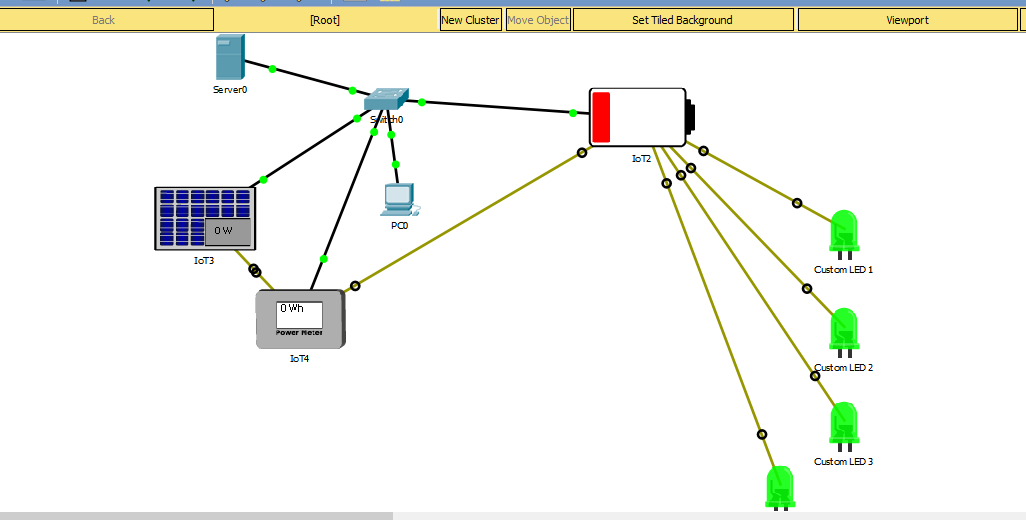 Back
[Root]
New Cluster
Move Object
Set Tiled Background
Viewport
Server0
Switch0
IoT2
PC0
0 W
IoT3
Custom LED 1
0 Wh
Power Meter
IoT4
Custom LED 2
Custom LED 3